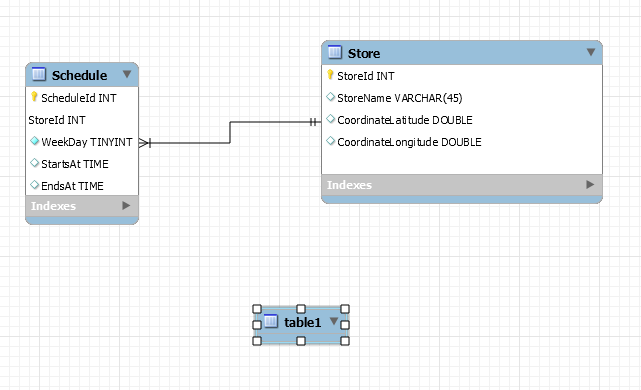 Schedule
ScheduleId INT
StoreId INT
WeekDay TINYINT
StartsAt TIME
EndsAt TIME
Indexes
Store
StoreId INT
StoreName VARCHAR(45)
CoordinateLatitude DOUBLE
CoordinateLongitude DOUBLE
Indexes
table1